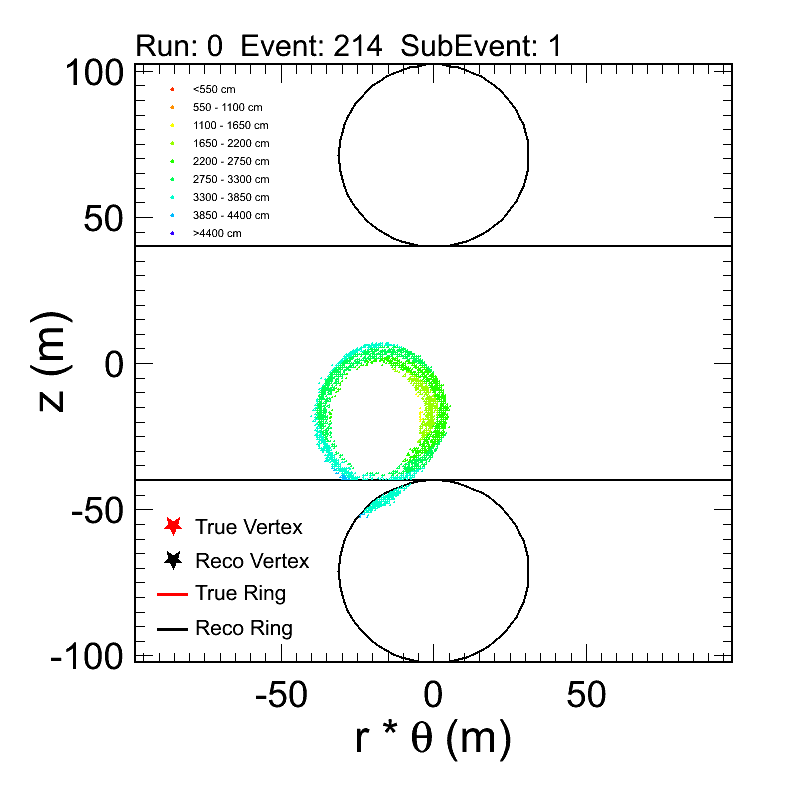 Run: 0  Event: 214  SubEvent: 1
100
<550 cm
550 - 1100 cm
1100 - 1650 cm
1650 - 2200 cm
2200 - 2750 cm
2750 - 3300 cm
3300 - 3850 cm
3850 - 4400 cm
>4400 cm
50
0
-50
-100
z (m)
True Vertex
Reco Vertex
True Ring
Reco Ring
-50 0 50
r * θ (m)